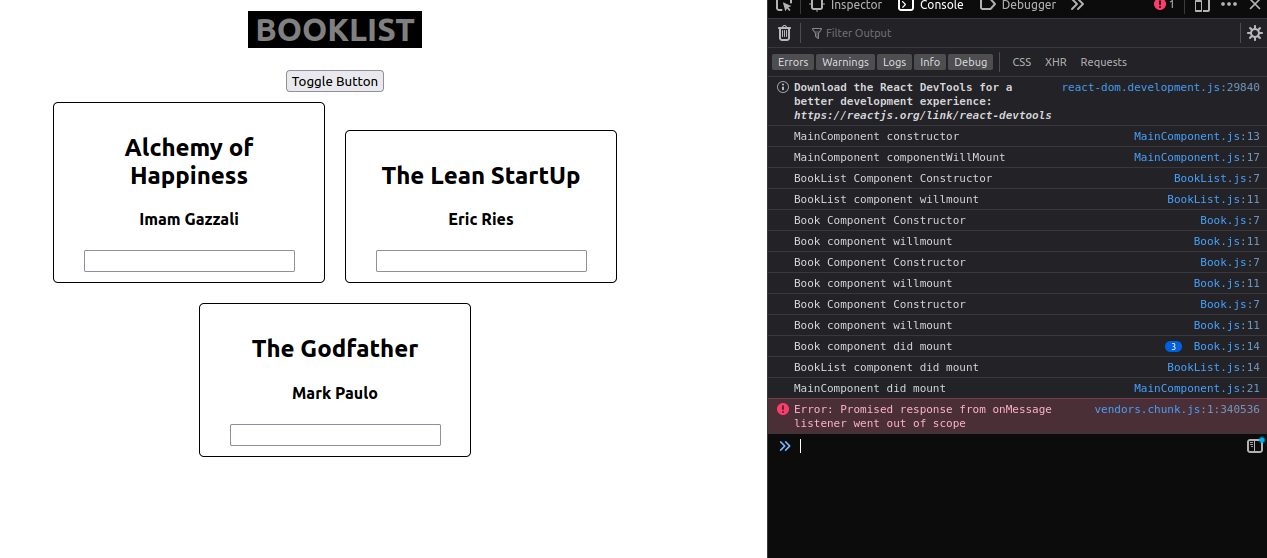 BOOKLIST
Toggle Button
Alchemy of
Happiness
Imam Gazzali
The Lean StartUp
Eric Ries
The Godfather
Mark Paulo
Inspector Console Debugger 1
Filter Output
Errors Warnings Logs Info Debug CSS XHR Requests
Download the React DevTools for a react-dom.development.js:29840
better development experience:
https://reactjs.org/link/react-devtools
MainComponent constructor MainComponent.js:13
MainComponent componentWillMount MainComponent.js:17
BookList Component Constructor BookList.js:7
BookList component willmount BookList.js:11
Book Component Constructor Book.js:7
Book component willmount Book.js:11
Book Component Constructor Book.js:7
Book component willmount Book.js:11
Book Component Constructor Book.js:7
Book component willmount Book.js:11
Book component did mount 3 Book.js:14
BookList component did mount BookList.js:14
MainComponent did mount MainComponent.js:21
Error: Promised response from onMessage vendors.chunk.js:1:340536
listener went out of scope